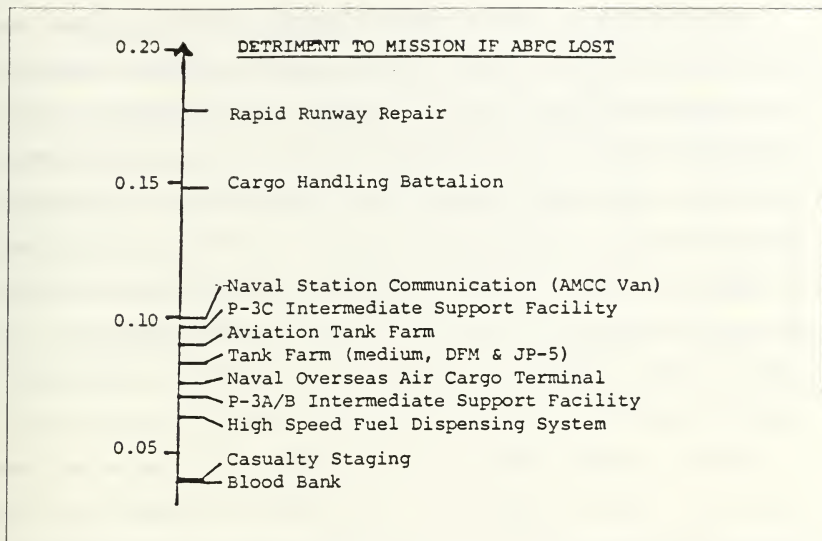 0.20 DETRIMENT TO MISSION IF ABFC LOST
Rapid Runway Repair
0.15 Cargo Handling Battalion
Naval Station Communication (AMCC Van)
P-3C Intermediate Support Facility
0.10
Aviation Tank Farm
Tank Farm (medium, DFM & JP-5)
Naval Overseas Air Cargo Terminal
P-3A/B Intermediate Support Facility
High Speed Fuel Dispensing System
0.05
Casualty Staging
Blood Bank